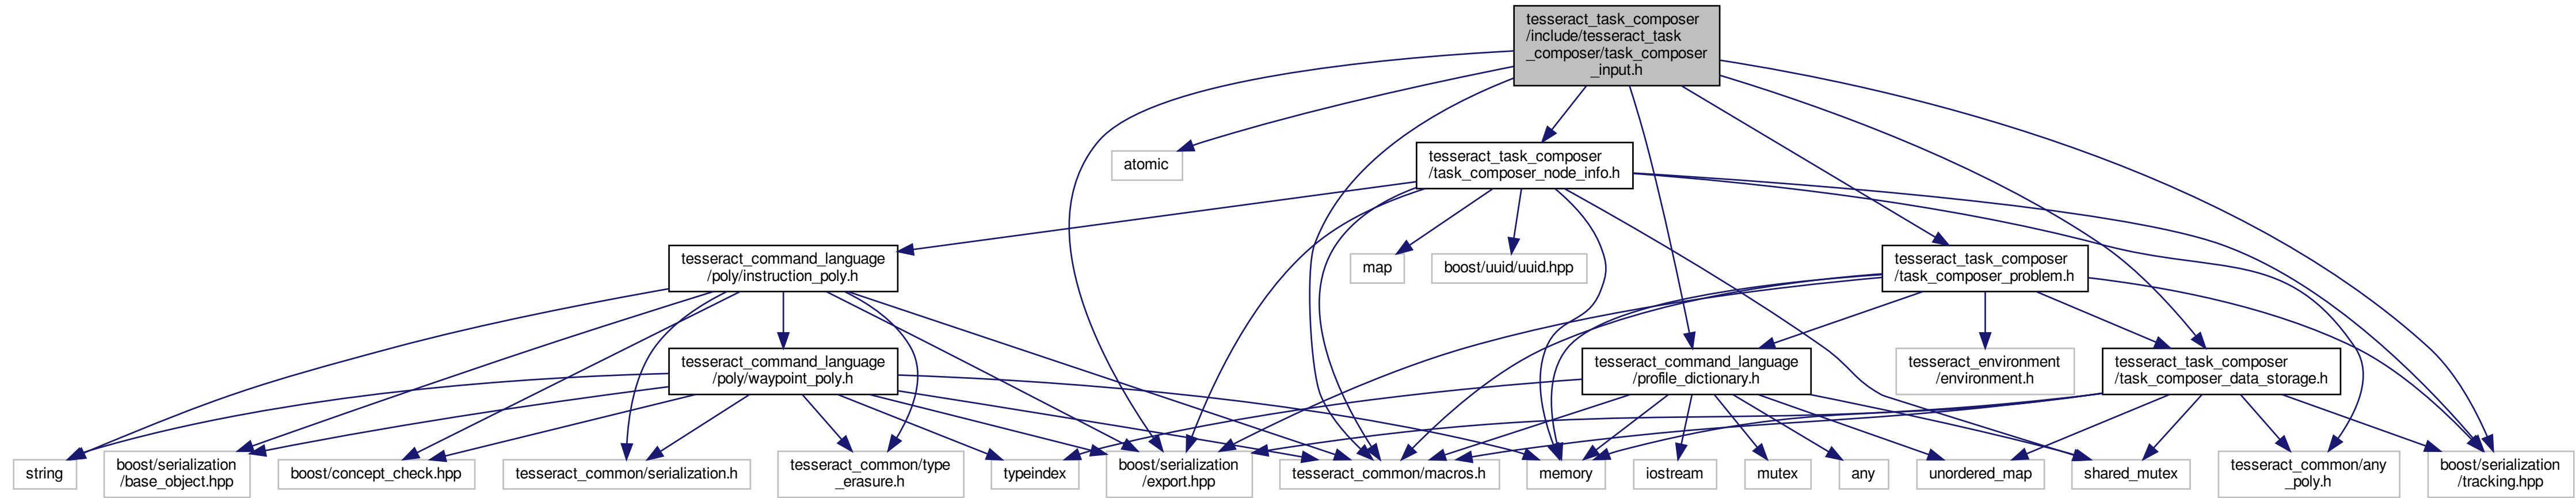 tesseract_task_composer
/include/tesseract_task
_composer/task_composer
_input.h
atomic
tesseract_task_composer
/task_composer_node_info.h
tesseract_command_language
/poly/instruction_poly.h
map
boost/uuid/uuid.hpp
tesseract_task_composer
/task_composer_problem.h
tesseract_command_language
/poly/waypoint_poly.h
tesseract_command_language
/profile_dictionary.h
tesseract_environment
/environment.h
tesseract_task_composer
/task_composer_data_storage.h
string
boost/serialization
/base_object.hpp
boost/concept_check.hpp
tesseract_common/serialization.h
tesseract_common/type
_erasure.h
typeindex
boost/serialization
/export.hpp
tesseract_common/macros.h
memory
iostream
mutex
any
unordered_map
shared_mutex
tesseract_common/any
_poly.h
boost/serialization
/tracking.hpp